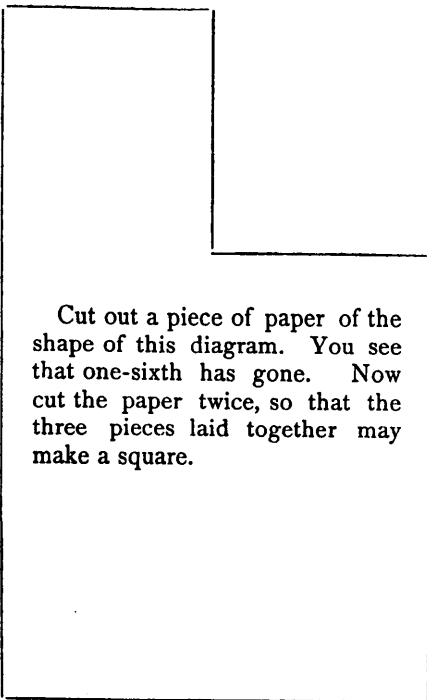 Cut out a piece of paper of the
shape of this diagram. You see
that one-sixth has gone. Now
cut the paper twice, so that the
three pieces laid together may
make a square.